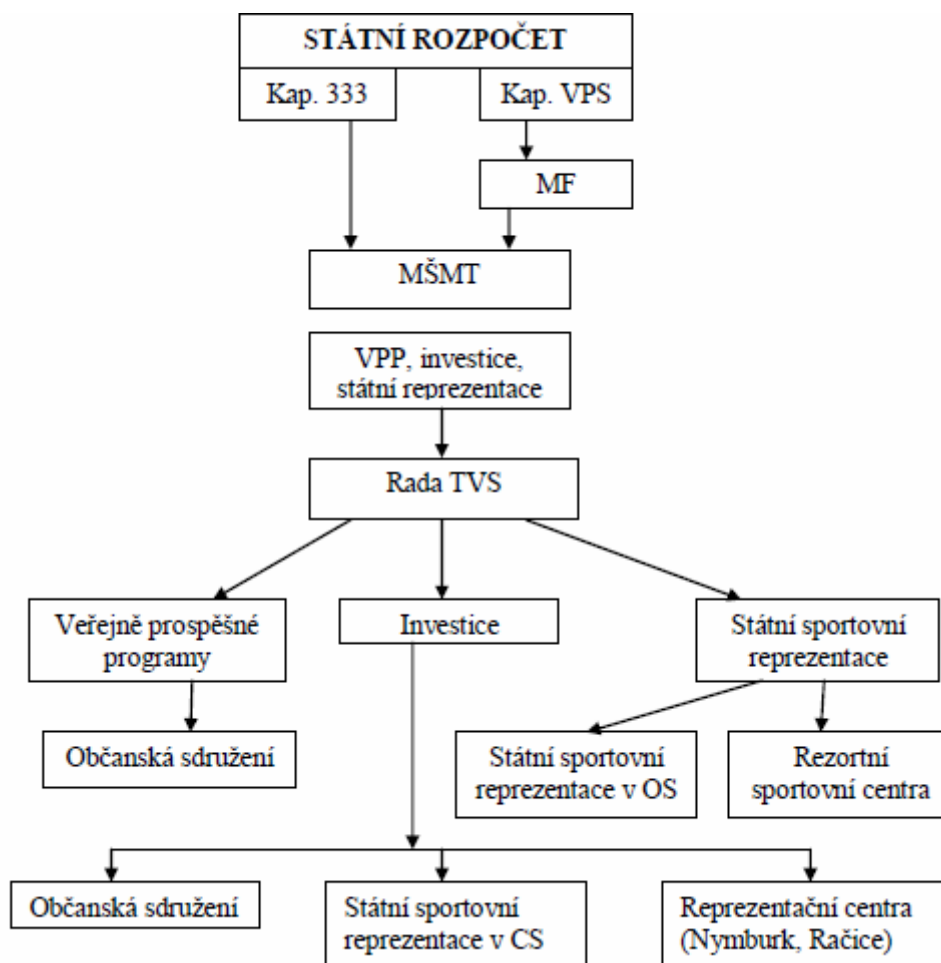 STÁTNÍ ROZPOČET
Kap. 333
Kap. VPS
MF
MŠMT
VPP, investice,
státní reprezentace
Rada TVS
Veřejně prospěšné
programy
Investice
Státní sportovní
reprezentace
Občanská sdružení
Státní sportovní
reprezentace v OS
Rezortní
sportovní centra
Občanská sdružení
Státní sportovní
reprezentace v CS
Reprezentační centra
(Nymburk, Račice)